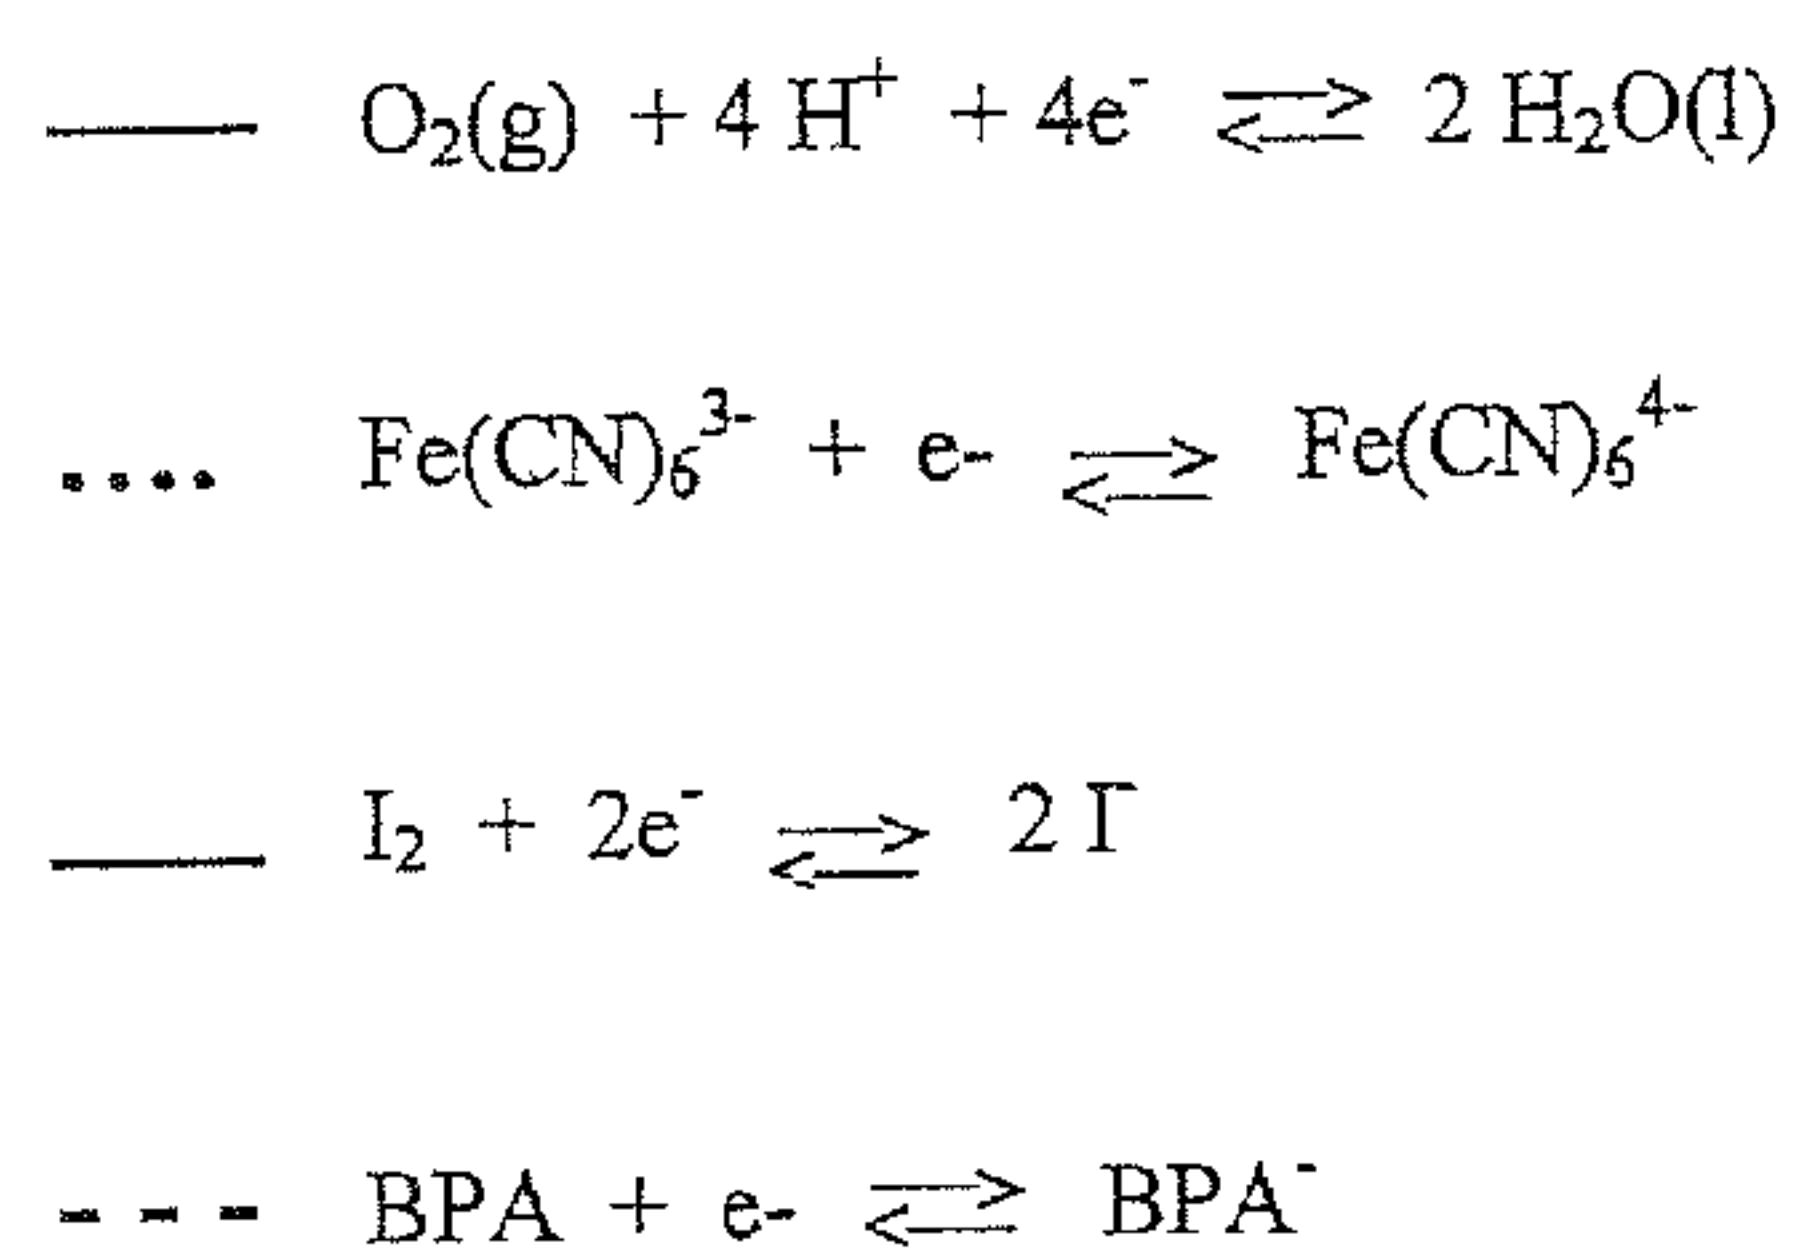 O₂(g) + 4 H⁺ + 4e⁻ ⇌ 2 H₂O(l)
Fe(CN)₆³⁻ + e- ⇌ Fe(CN)₆⁴⁻
I₂ + 2e⁻ ⇌ 2 I⁻
BPA + e- ⇌ BPA⁻